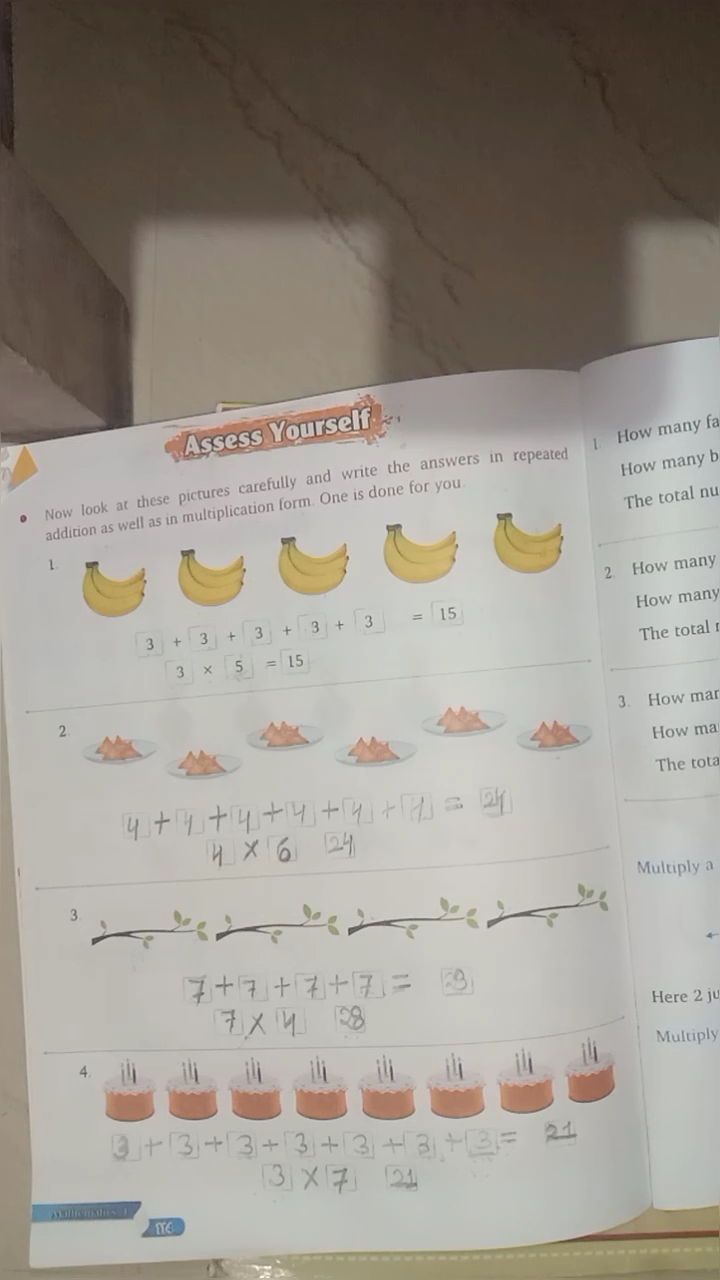 Assess Yourself
• Now look at these pictures carefully and write the answers in repeated
addition as well as in multiplication form. One is done for you.
1.
3 + 3 + 3 + 3 + 3 = 15
3 × 5 = 15
2.
4 + 4 + 4 + 4 + 4 + 4 = 24
4 × 6 24
3.
7 + 7 + 7 + 7 =
7 × 4 28
4.
3 + 3 + 3 + 3 + 3 + 3 + 3 = 21
3 × 7 21
116
1. How many fa
How many b
The total nu
2. How many
How many
The total r
3. How mar
How ma
The tota
Multiply a
Here 2 ju
Multiply